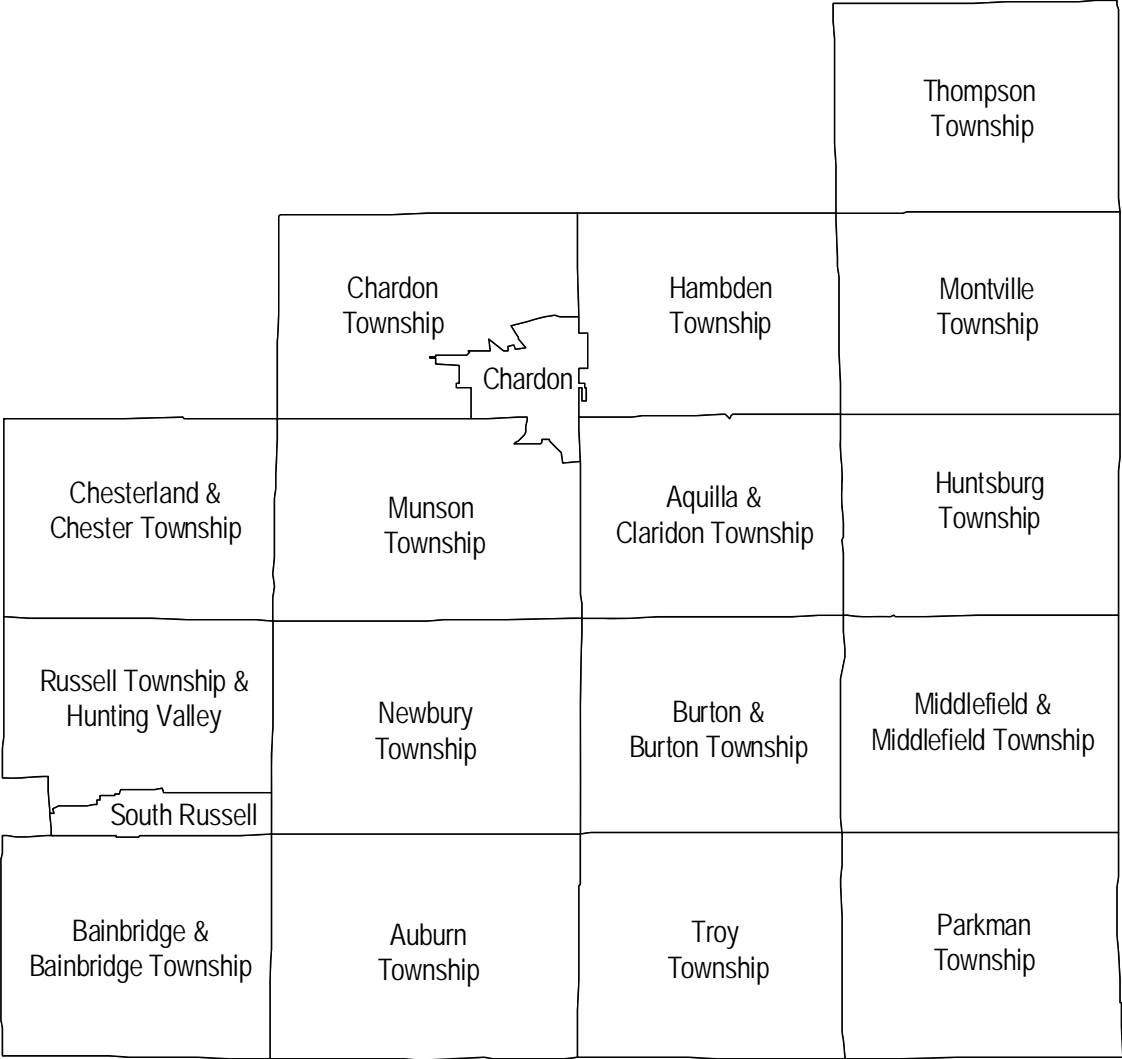 Thompson
Township
Chardon
Township
Hambden
Township
Montville
Township
Chardon
Chesterland &
Chester Township
Munson
Township
Aquilla &
Claridon Township
Huntsburg
Township
Russell Township &
Hunting Valley
Newbury
Township
Burton &
Burton Township
Middlefield &
Middlefield Township
South Russell
Bainbridge &
Bainbridge Township
Auburn
Township
Troy
Township
Parkman
Township